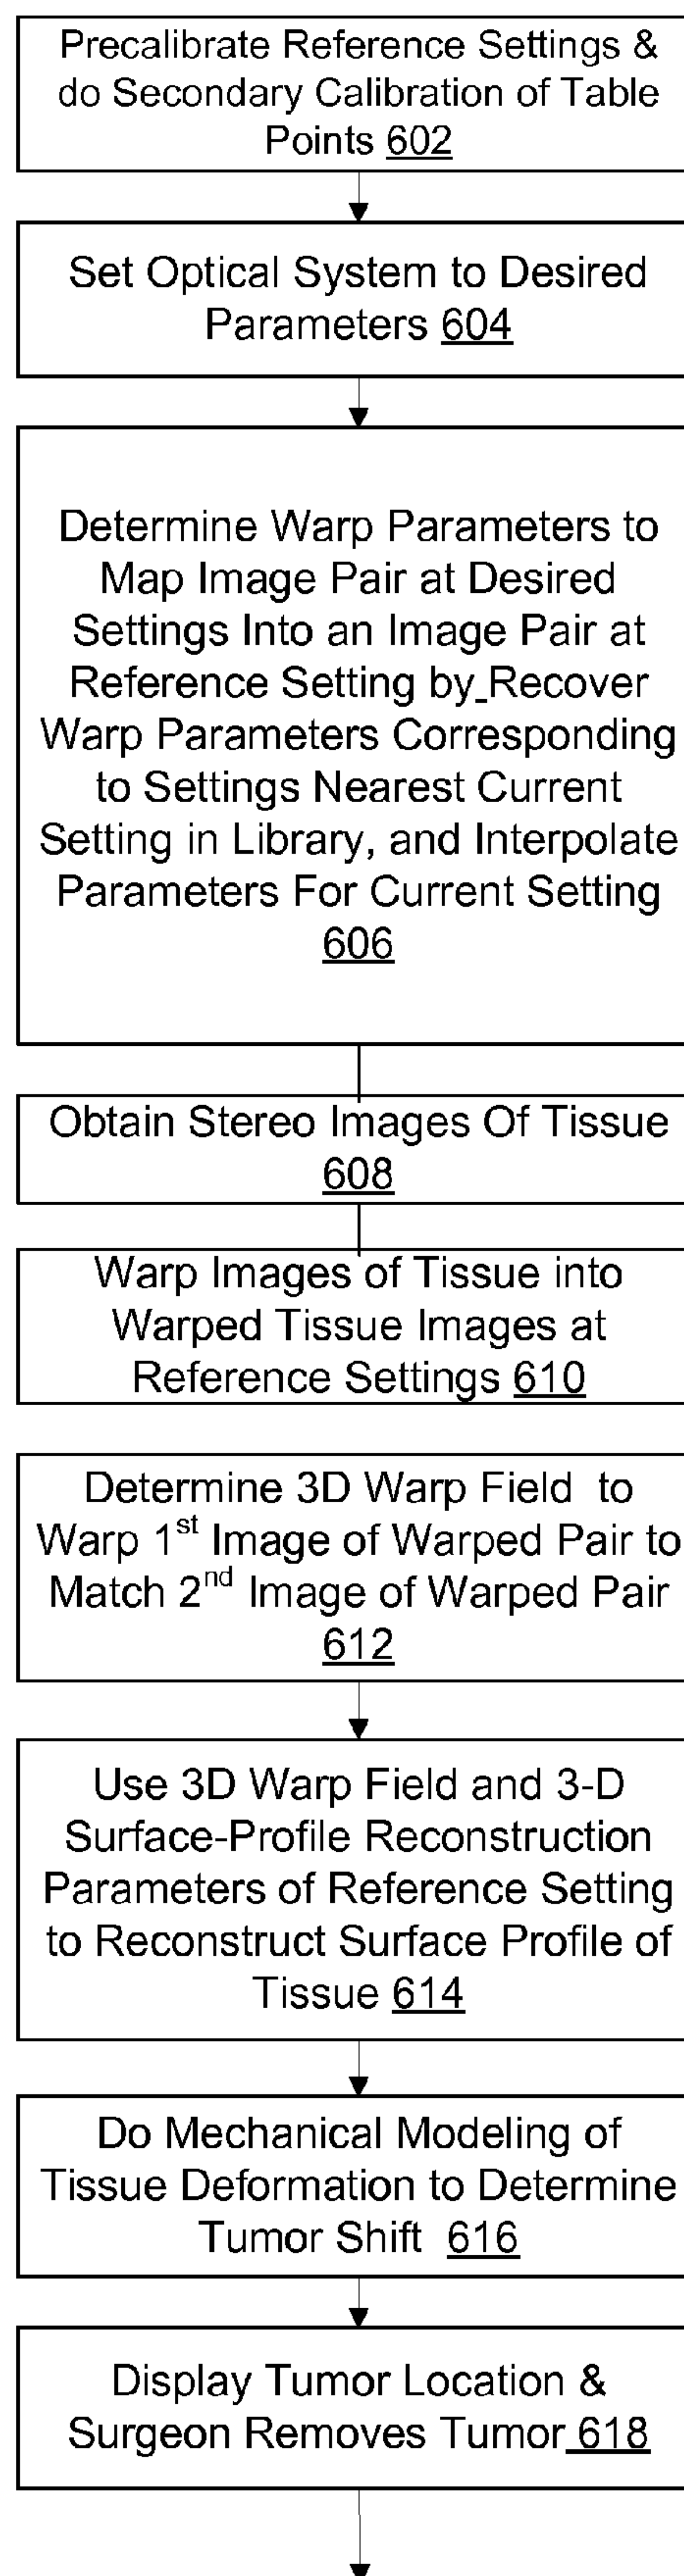 Precalibrate Reference Settings &
do Secondary Calibration of Table
Points 602
Set Optical System to Desired
Parameters 604
Determine Warp Parameters to
Map Image Pair at Desired
Settings Into an Image Pair at
Reference Setting by Recover
Warp Parameters Corresponding
to Settings Nearest Current
Setting in Library, and Interpolate
Parameters For Current Setting
606
Obtain Stereo Images Of Tissue
608
Warp Images of Tissue into
Warped Tissue Images at
Reference Settings 610
Determine 3D Warp Field to
Warp 1st Image of Warped Pair to
Match 2nd Image of Warped Pair
612
Use 3D Warp Field and 3-D
Surface-Profile Reconstruction
Parameters of Reference Setting
to Reconstruct Surface Profile of
Tissue 614
Do Mechanical Modeling of
Tissue Deformation to Determine
Tumor Shift 616
Display Tumor Location &
Surgeon Removes Tumor 618